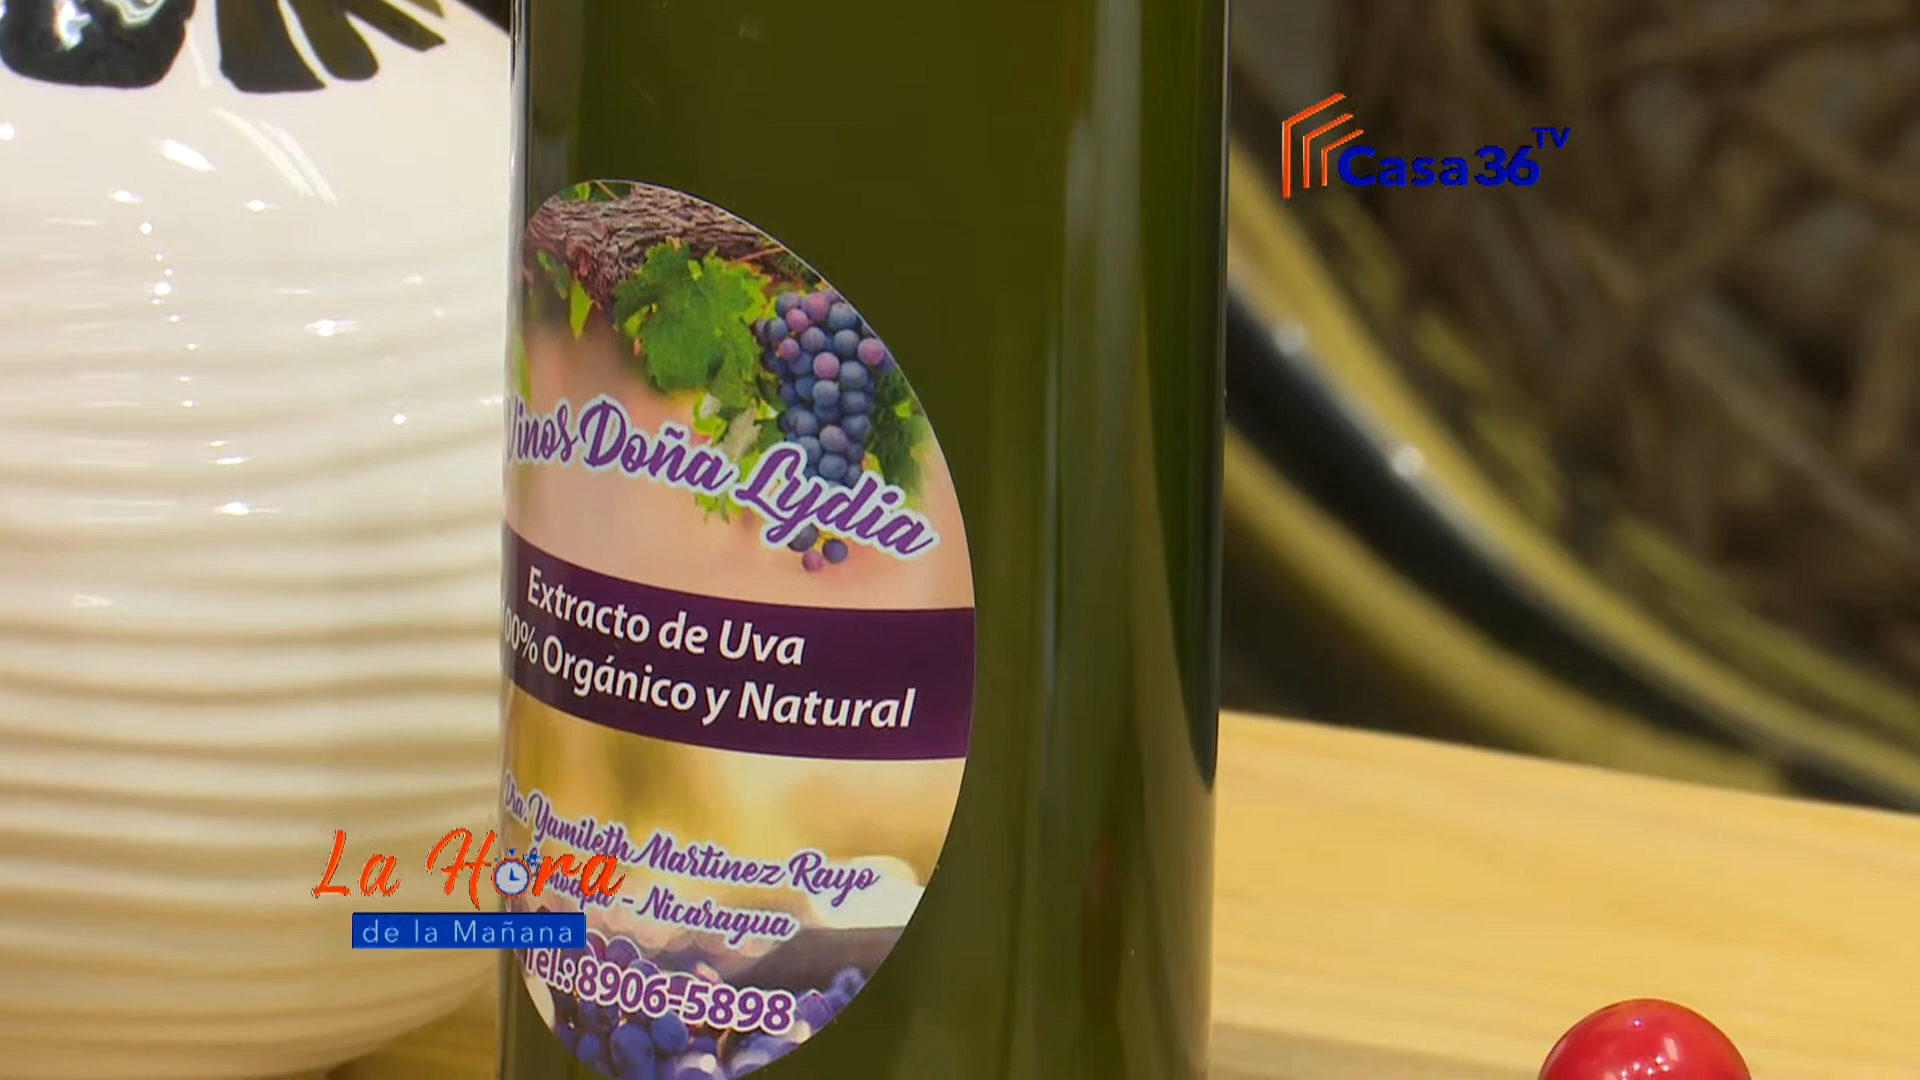 Casa36TV
Vinos Doña Lydia
Extracto de Uva
100% Orgánico y Natural
Yamileth Martínez Rayo
- Nicaragua
Tel.: 8906-5898
La Hora
de la Mañana